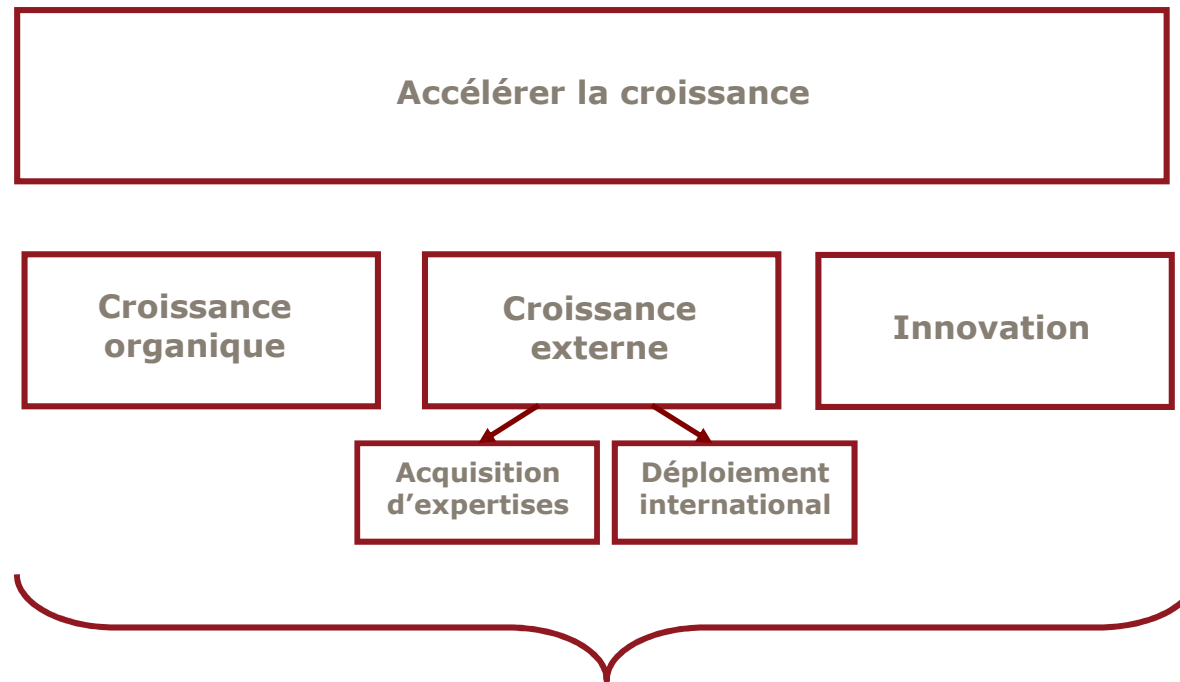 Accélérer la croissance
Croissance
organique
Croissance
externe
Innovation
Acquisition
d’expertises
Déploiement
international